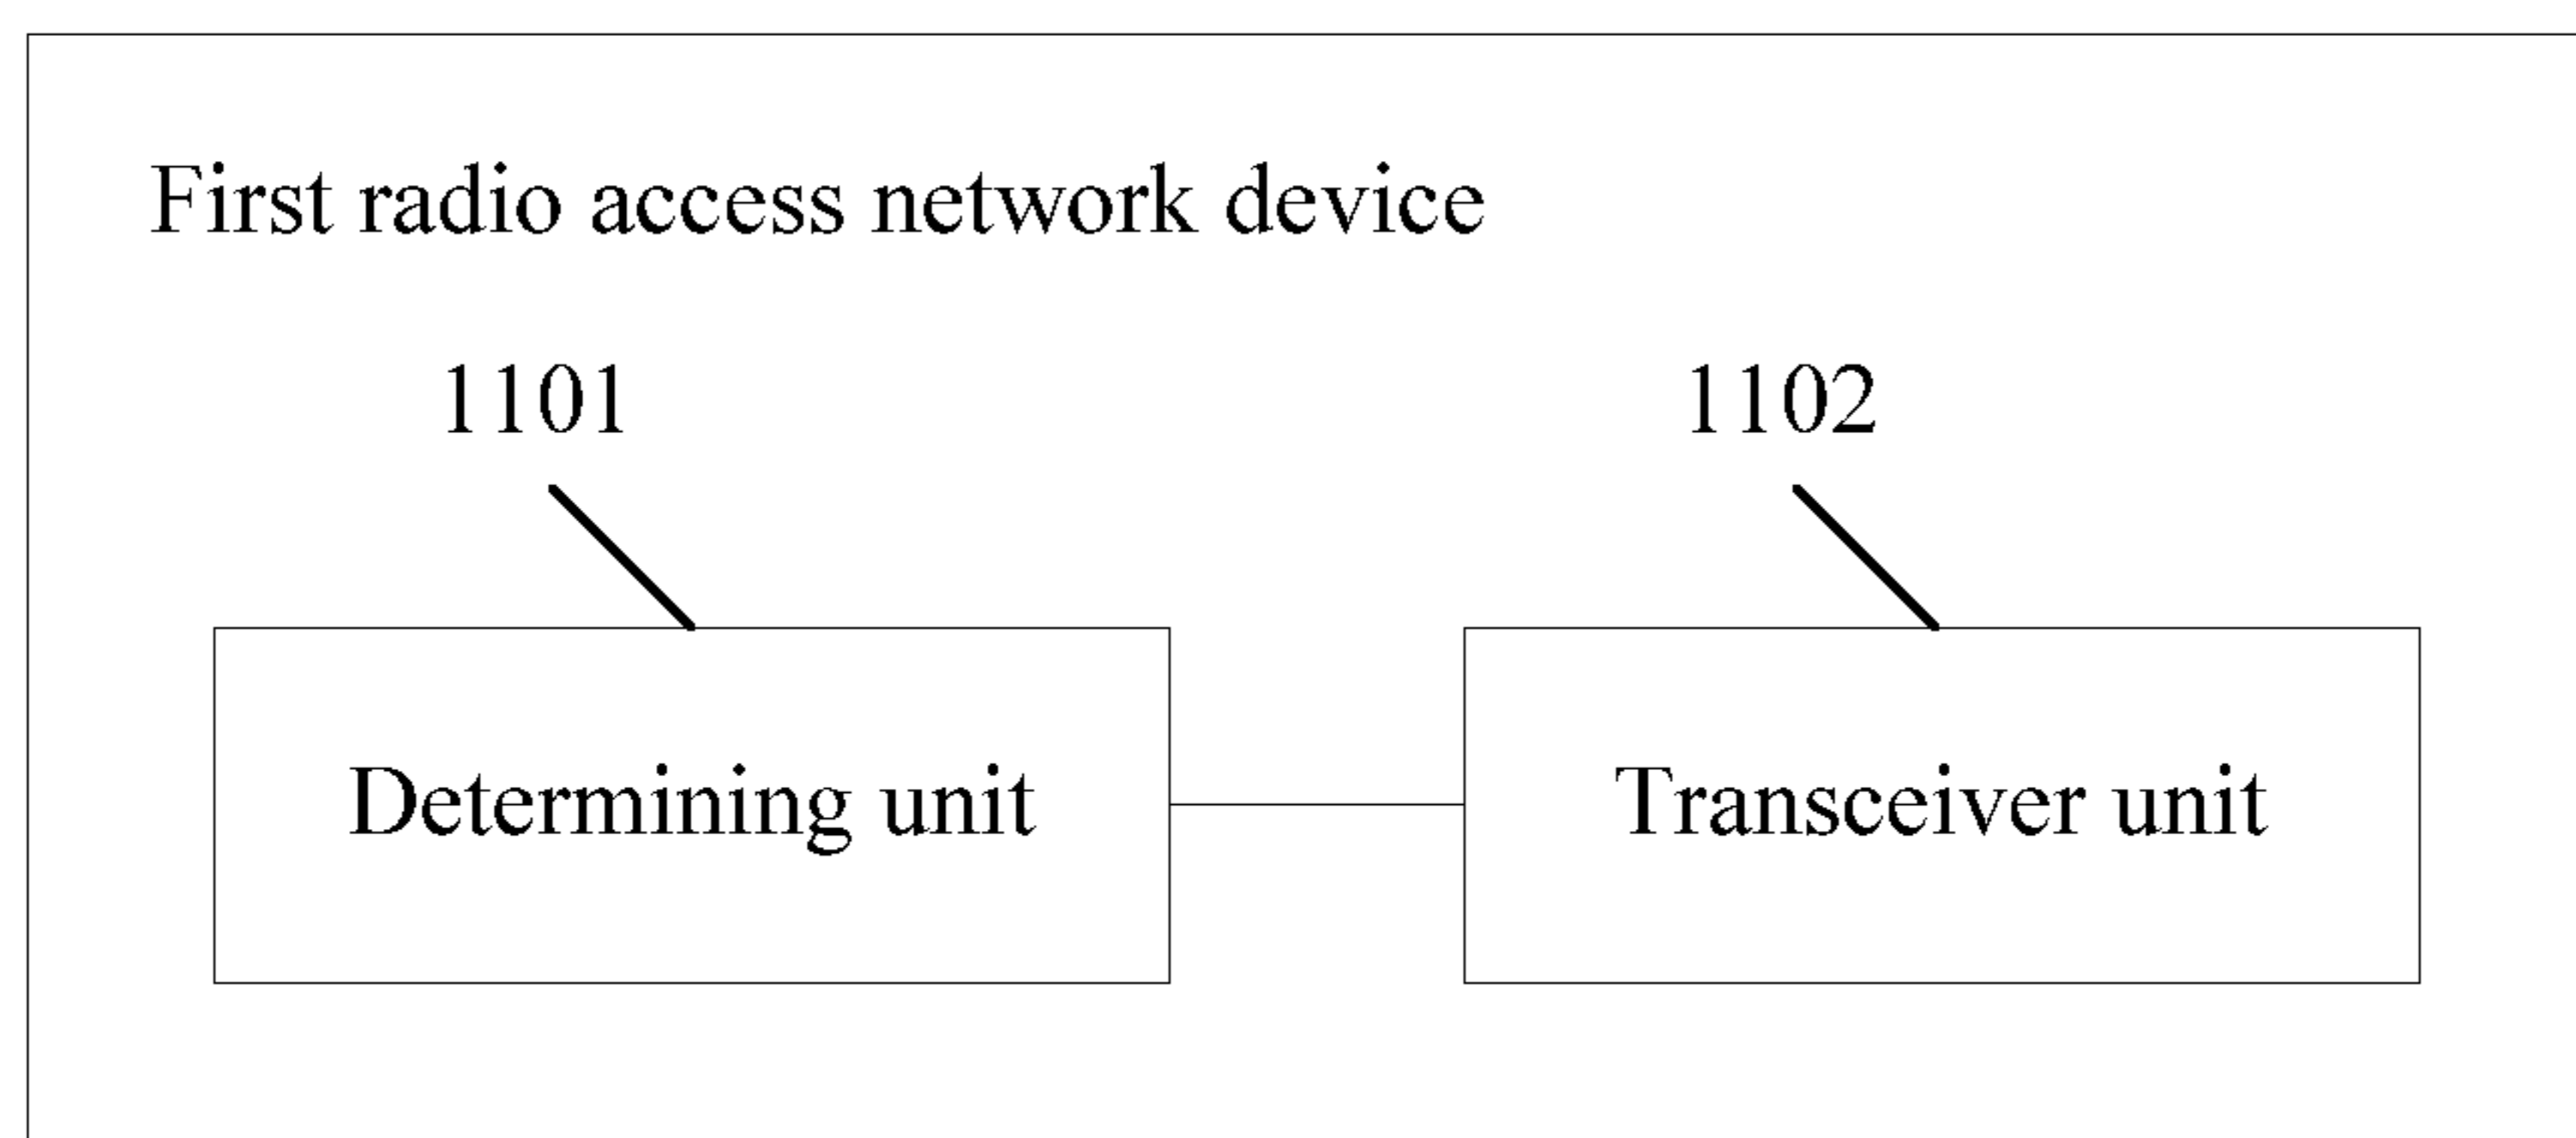 First radio access network device
1101
1102
Determining unit
Transceiver unit